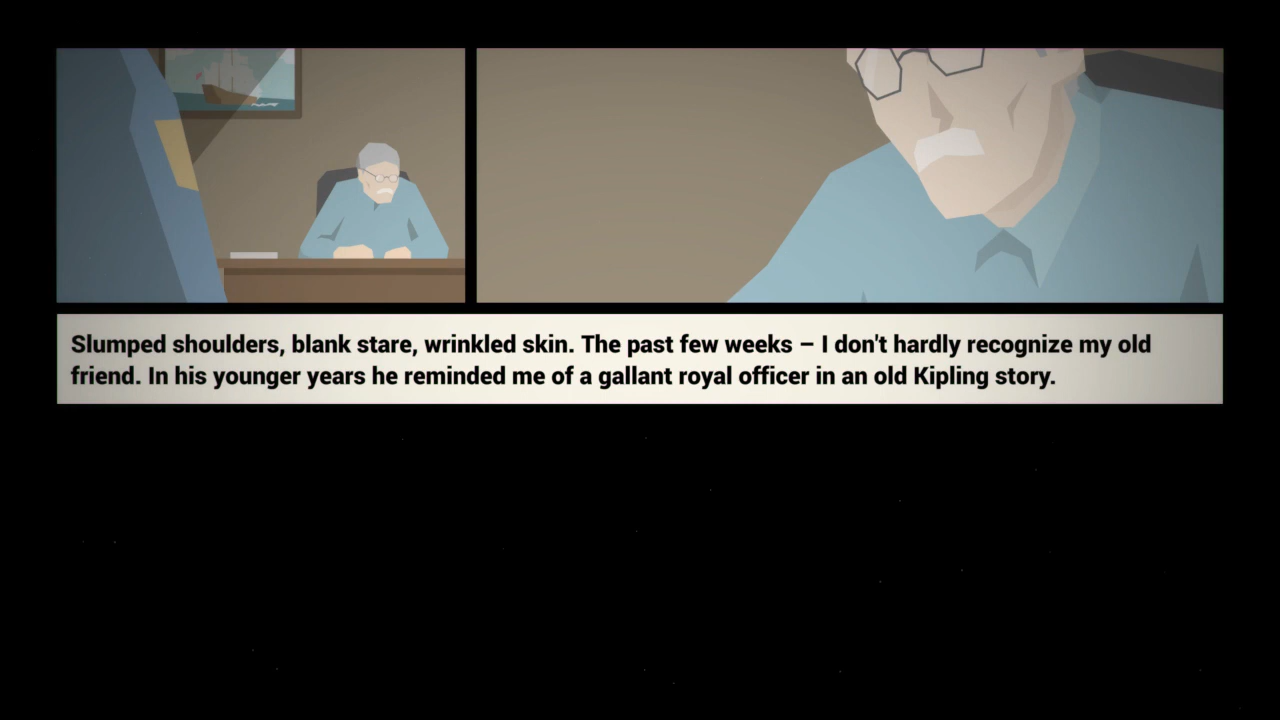 Slumped shoulders, blank stare, wrinkled skin. The past few weeks – I don't hardly recognize my old
friend. In his younger years he reminded me of a gallant royal officer in an old Kipling story.